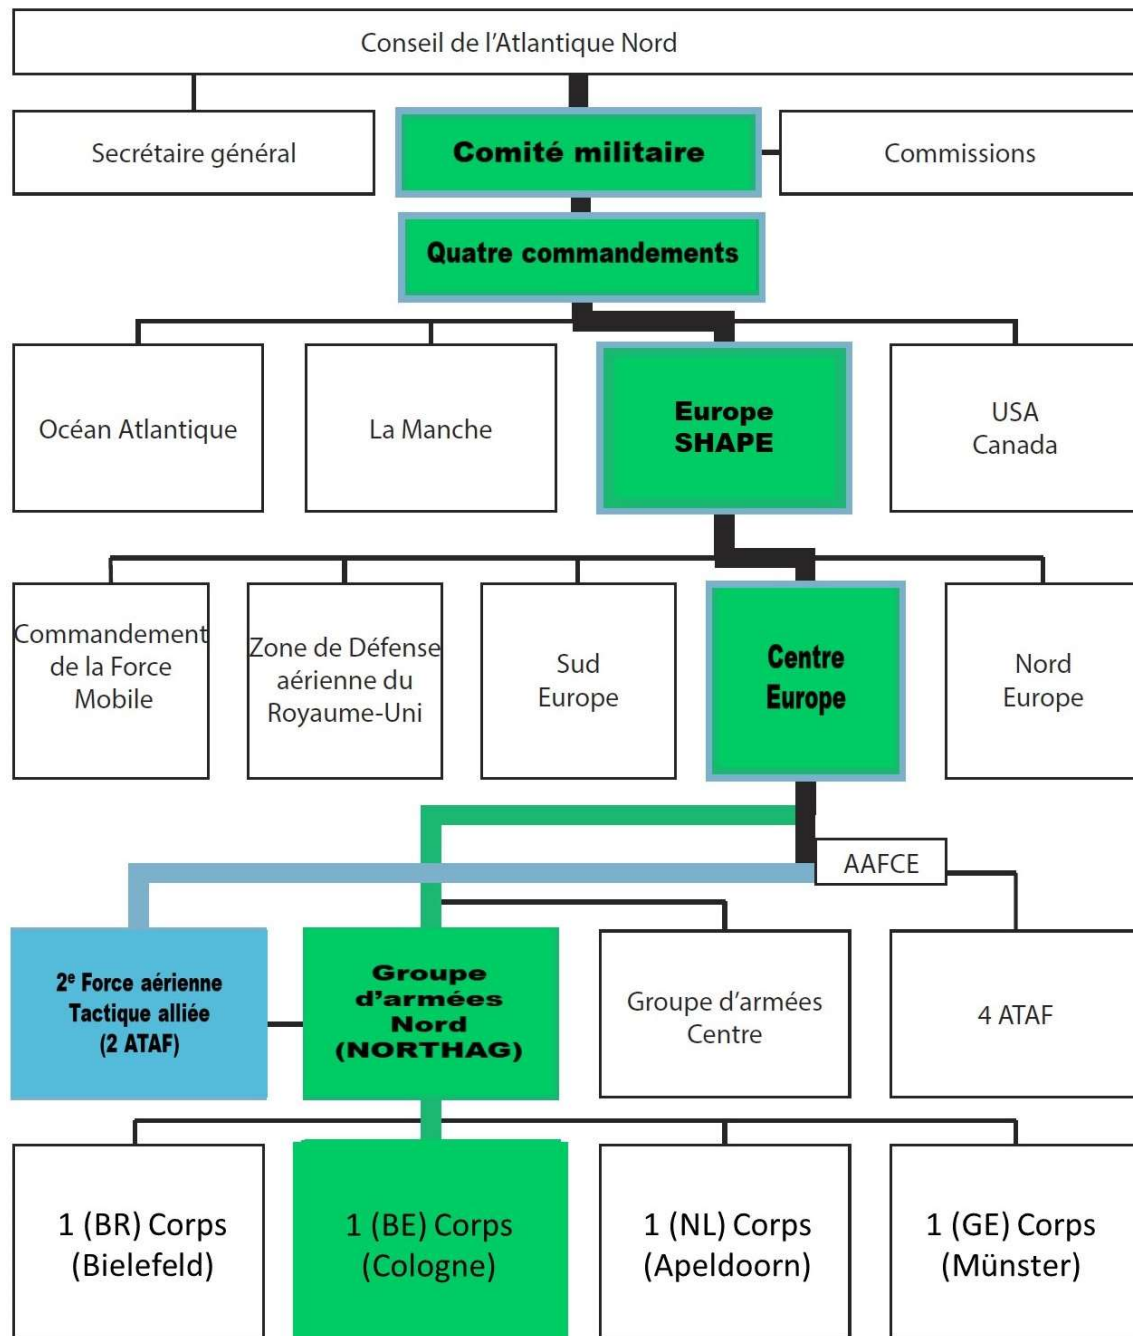 Conseil de l'Atlantique Nord
Secrétaire général
Comité militaire
Commissions
Quatre commandements
Océan Atlantique
La Manche
Europe
SHAPE
USA
Canada
Commandement
de la Force
Mobile
Zone de Défense
aérienne du
Royaume-Uni
Sud
Europe
Centre
Europe
Nord
Europe
AAFCE
2e Force aérienne
Tactique alliée
(2 ATAF)
Groupe
d'armées
Nord
(NORTHAG)
Groupe d'armées
Centre
4 ATAF
1 (BR) Corps
(Bielefeld)
1 (BE) Corps
(Cologne)
1 (NL) Corps
(Apeldoorn)
1 (GE) Corps
(Münster)